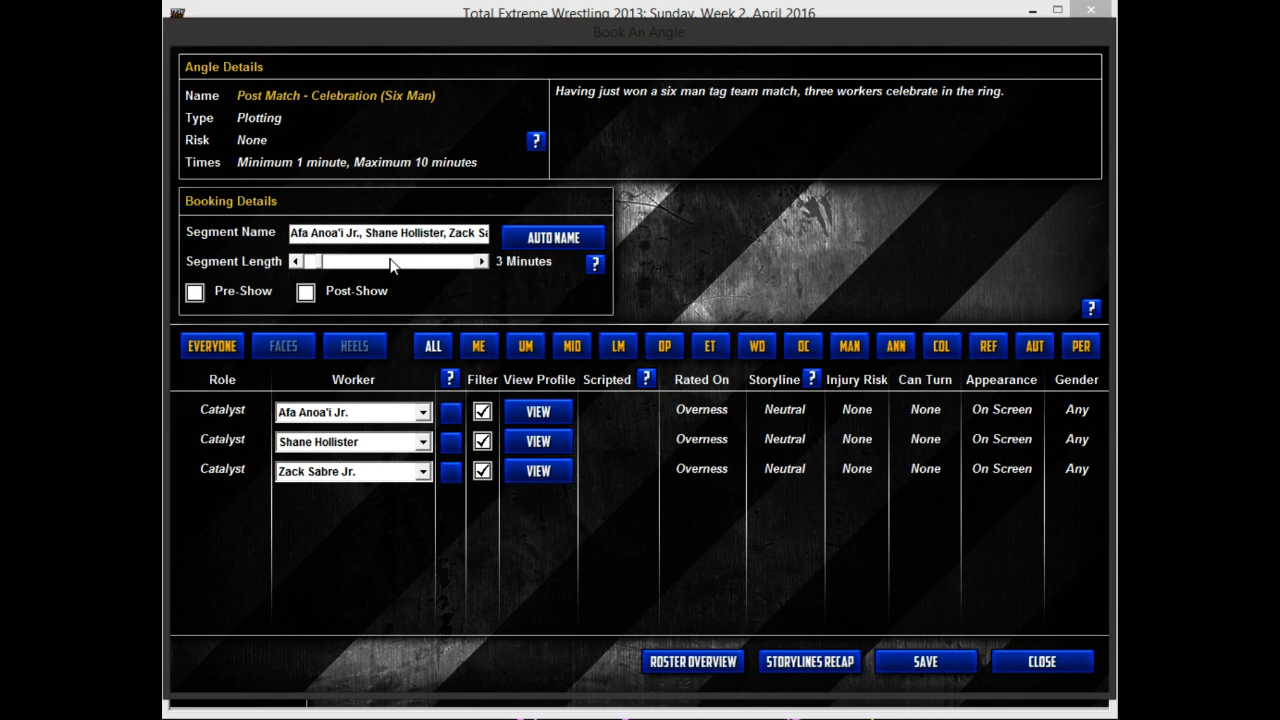 Total Extreme Wrestling 2013: Sunday, Week 2, April 2016
Book An Angle
Angle Details
Name Post Match - Celebration (Six Man)
Type Plotting
Risk None
?
Times Minimum 1 minute, Maximum 10 minutes
Having just won a six man tag team match, three workers celebrate in the ring.
Booking Details
Segment Name Afa Anoa'i Jr., Shane Hollister, Zack Sa AUTO NAME
Segment Length 3 Minutes ?
Pre-Show Post-Show
?
EVERYONE FACES HEELS ALL ME UM MID LM OP ET WO OC MAN ANN COL REF AUT PER
Role Worker ? Filter View Profile Scripted ? Rated On Storyline ? Injury Risk Can Turn Appearance Gender
Catalyst Afa Anoa'i Jr. VIEW Overness Neutral None None On Screen Any
Catalyst Shane Hollister VIEW Overness Neutral None None On Screen Any
Catalyst Zack Sabre Jr. VIEW Overness Neutral None None On Screen Any
ROSTER OVERVIEW STORYLINES RECAP SAVE CLOSE